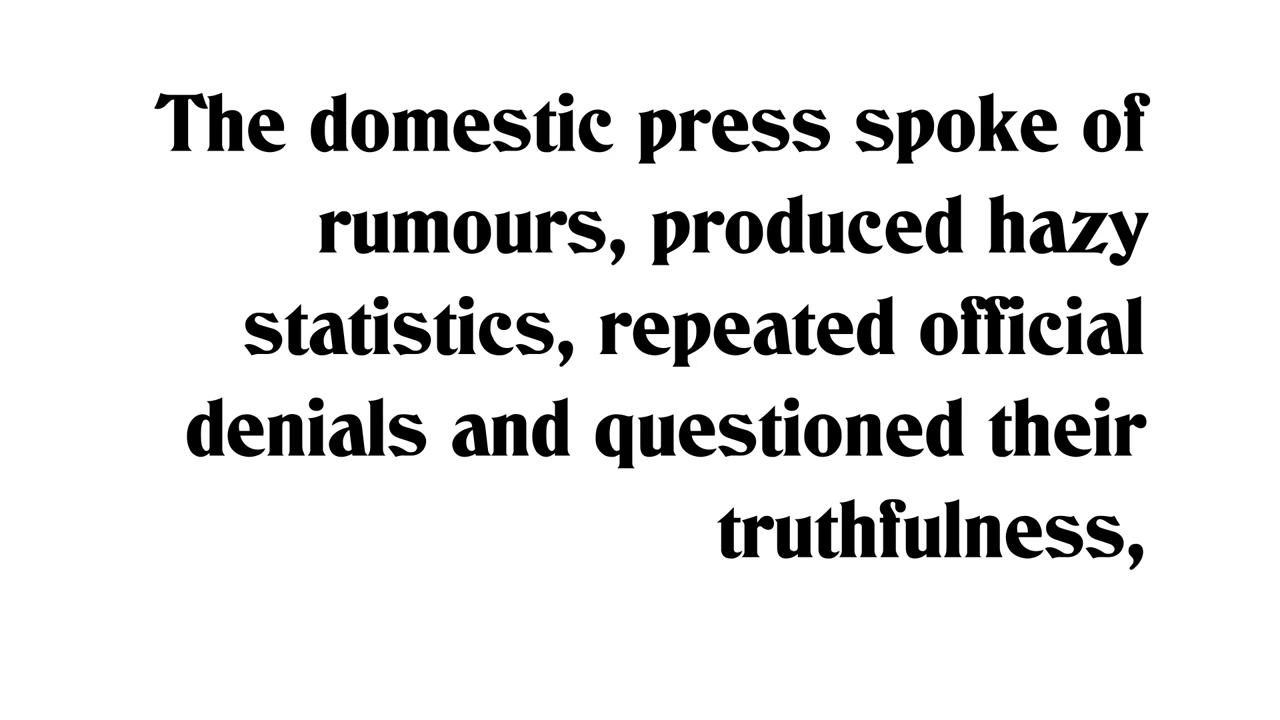 The domestic press spoke of
rumours, produced hazy
statistics, repeated official
denials and questioned their
truthfulness,